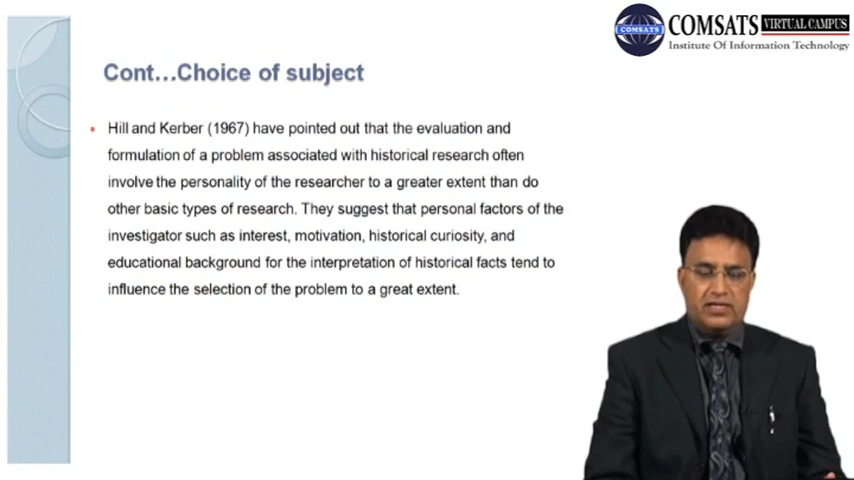 COMSATS VIRTUAL CAMPUS
COMSATS
Institute Of Information Technology
Cont...Choice of subject
Hill and Kerber (1967) have pointed out that the evaluation and
formulation of a problem associated with historical research often
involve the personality of the researcher to a greater extent than do
other basic types of research. They suggest that personal factors of the
investigator such as interest, motivation, historical curiosity, and
educational background for the interpretation of historical facts tend to
influence the selection of the problem to a great extent.